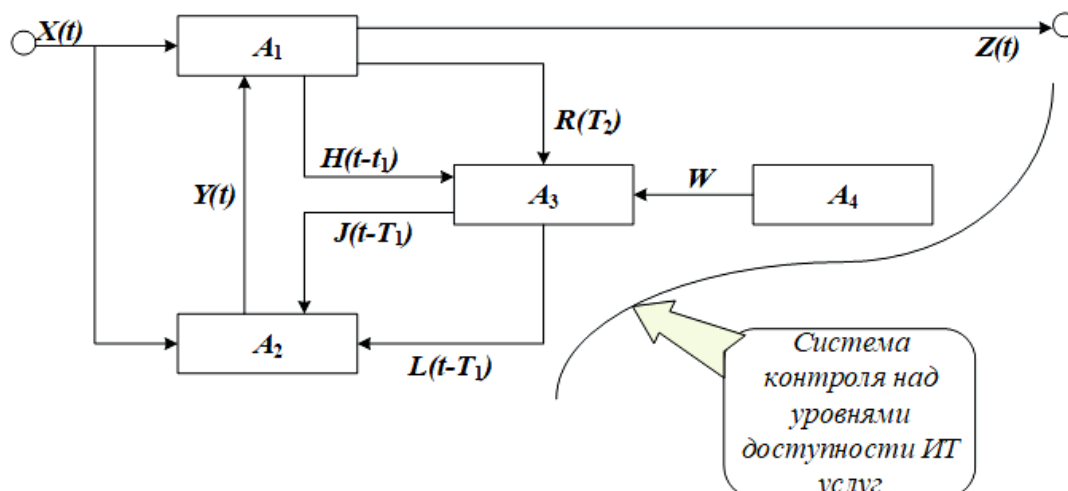 X(t)
A1
Z(t)
R(T2)
H(t-t1)
Y(t)
A3
W
A4
J(t-T1)
A2
L(t-T1)
Система
контроля над
уровнями
доступности ИТ
услуг